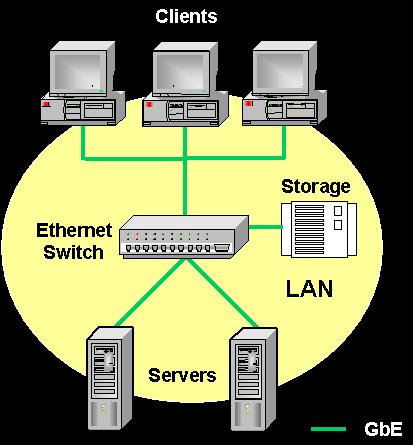 Clients
Storage
Ethernet
Switch
LAN
Servers
GbE